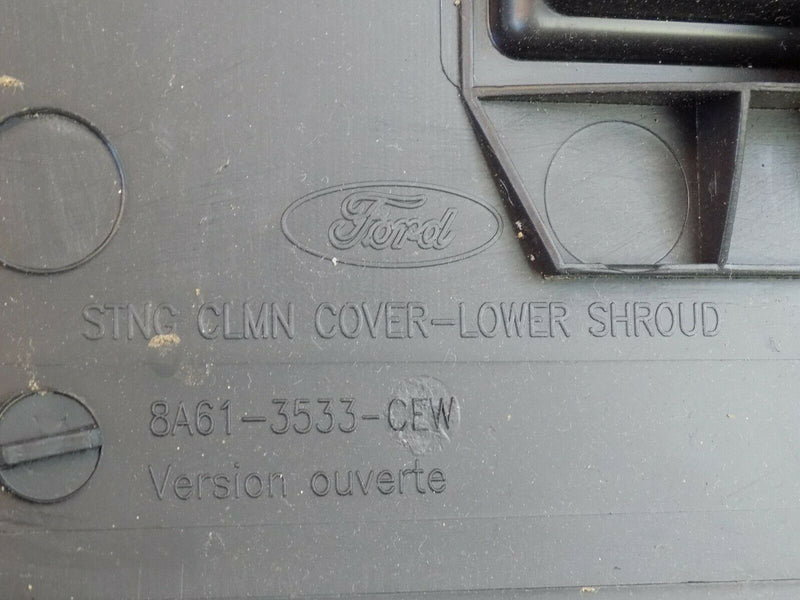 Ford
STNG CLMN COVER-LOWER SHROUD
8A61-3533-CEW
Version ouverte